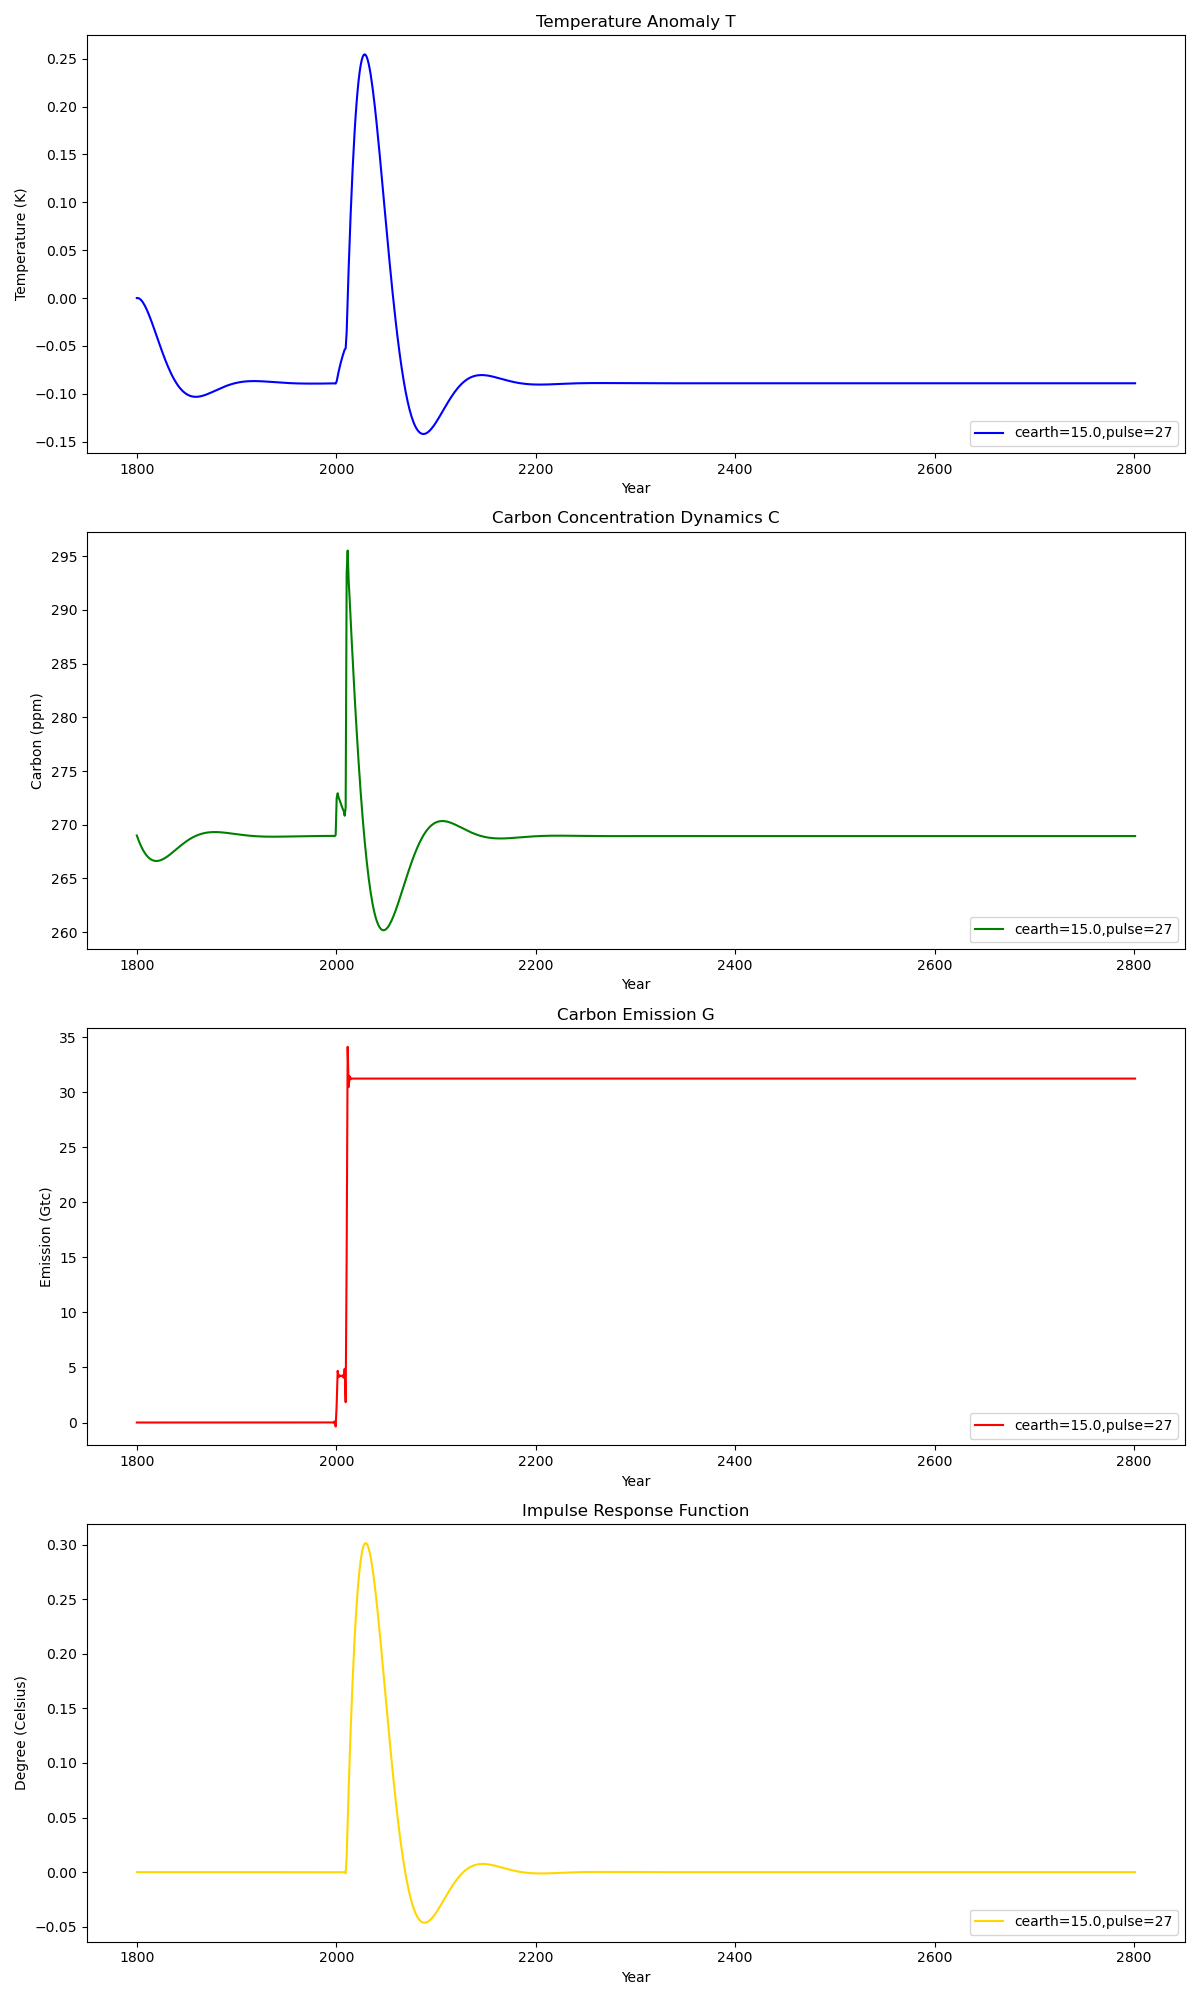 Temperature Anomaly T
Temperature (K)
0.25
0.20
0.15
0.10
0.05
0.00
−0.05
−0.10
−0.15
cearth=15.0,pulse=27
1800 2000 2200 2400 2600 2800
Year
Carbon Concentration Dynamics C
Carbon (ppm)
295
290
285
280
275
270
265
260
cearth=15.0,pulse=27
1800 2000 2200 2400 2600 2800
Year
Carbon Emission G
Emission (Gtc)
35
30
25
20
15
10
5
0
cearth=15.0,pulse=27
1800 2000 2200 2400 2600 2800
Year
Impulse Response Function
Degree (Celsius)
0.30
0.25
0.20
0.15
0.10
0.05
0.00
−0.05
cearth=15.0,pulse=27
1800 2000 2200 2400 2600 2800
Year